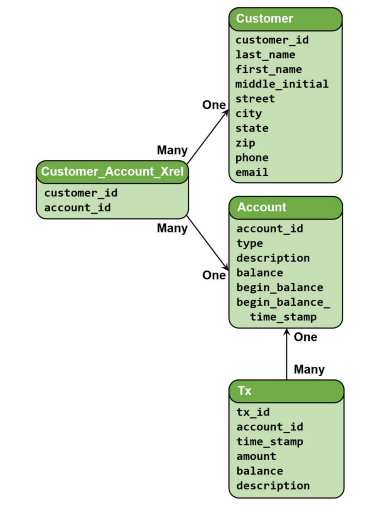 Customer
customer_id
last_name
first_name
middle_initial
street
city
state
zip
phone
email
One
Many
Customer_Account_Xref
customer_id
account_id
Many
One
Account
account_id
type
description
balance
begin_balance
begin_balance_
time_stamp
One
Many
Tx
tx_id
account_id
time_stamp
amount
balance
description